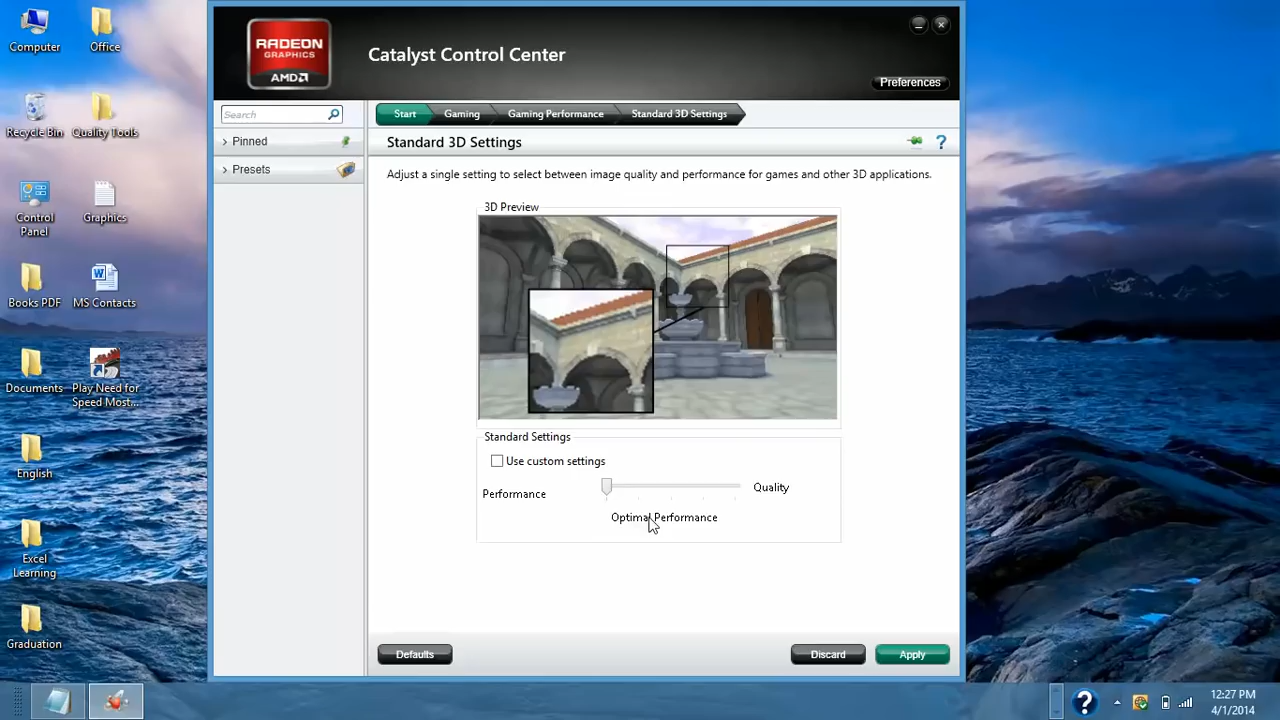 Computer
Office
Recycle Bin
Quality Tools
Control
Panel
Graphics
Books PDF
MS Contacts
Documents
Play Need for
Speed Most...
English
Excel
Learning
Graduation
RADEON
GRAPHICS
AMD
Catalyst Control Center
Preferences
Search
Pinned
Presets
Start
Gaming
Gaming Performance
Standard 3D Settings
Standard 3D Settings
?
Adjust a single setting to select between image quality and performance for games and other 3D applications.
3D Preview
Standard Settings
Use custom settings
Performance
Quality
Optimal Performance
Defaults
Discard
Apply
?
12:27 PM
4/1/2014